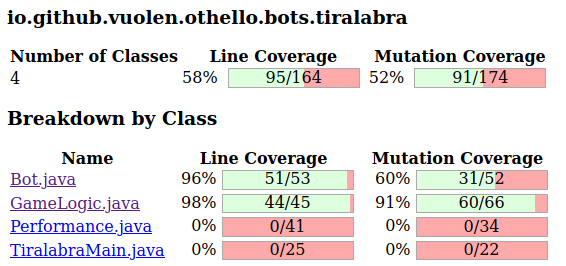 io.github.vuolen.othello.bots.tiralabra
Number of Classes Line Coverage Mutation Coverage
4 58% 95/164 52% 91/174
Breakdown by Class
Name Line Coverage Mutation Coverage
Bot.java 96% 51/53 60% 31/52
GameLogic.java 98% 44/45 91% 60/66
Performance.java 0% 0/41 0% 0/34
TiralabraMain.java 0% 0/25 0% 0/22